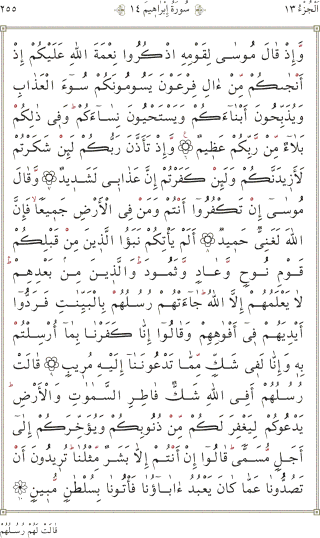 الجزء ١٣ سورة إبراهيم ١٤ ٢٥٥
وَإِذْ قَالَ مُوسَىٰ لِقَوْمِهِ اذْكُرُوا نِعْمَةَ اللَّهِ عَلَيْكُمْ إِذْ
أَنْجَىٰكُمْ مِّنْ ءَالِ فِرْعَوْنَ يَسُومُونَكُمْ سُوٓءَ الْعَذَابِ
وَيُذَبِّحُونَ أَبْنَآءَكُمْ وَيَسْتَحْيُونَ نِسَآءَكُمْ وَفِي ذَٰلِكُمْ
بَلَآءٌ مِّنْ رَّبِّكُمْ عَظِيمٌ ۝ وَإِذْ تَأَذَّنَ رَبُّكُمْ لَئِنْ شَكَرْتُمْ
لَأَزِيدَنَّكُمْ وَلَئِنْ كَفَرْتُمْ إِنَّ عَذَابِي لَشَدِيدٌ ۝ وَقَالَ
مُوسَىٰٓ إِنْ تَكْفُرُوٓا أَنْتُمْ وَمَنْ فِي الْأَرْضِ جَمِيعًا فَإِنَّ
اللَّهَ لَغَنِيٌّ حَمِيدٌ ۝ أَلَمْ يَأْتِكُمْ نَبَؤُا الَّذِينَ مِنْ قَبْلِكُمْ
قَوْمِ نُوحٍ وَعَادٍ وَّثَمُودَ وَالَّذِينَ مِنْ بَعْدِهِمْ
لَا يَعْلَمُهُمْ إِلَّا اللَّهُ جَآءَتْهُمْ رُسُلُهُمْ بِالْبَيِّنَٰتِ فَرَدُّوٓا
أَيْدِيَهُمْ فِيٓ أَفْوَاهِهِمْ وَقَالُوٓا إِنَّا كَفَرْنَا بِمَآ أُرْسِلْتُمْ
بِهِ وَإِنَّا لَفِي شَكٍّ مِّمَّا تَدْعُونَنَآ إِلَيْهِ مُرِيبٍ ۝ قَالَتْ
رُسُلُهُمْ أَفِي اللَّهِ شَكٌّ فَاطِرِ السَّمَٰوَٰتِ وَالْأَرْضِ
يَدْعُوكُمْ لِيَغْفِرَ لَكُمْ مِّنْ ذُنُوبِكُمْ وَيُؤَخِّرَكُمْ إِلَىٰٓ
أَجَلٍ مُّسَمًّى قَالُوٓا إِنْ أَنْتُمْ إِلَّا بَشَرٌ مِّثْلُنَا تُرِيدُونَ أَنْ
تَصُدُّونَا عَمَّا كَانَ يَعْبُدُ ءَابَآؤُنَا فَأْتُونَا بِسُلْطَٰنٍ مُّبِينٍ ۝
قَالَتْ لَهُمْ رُسُلُهُمْ